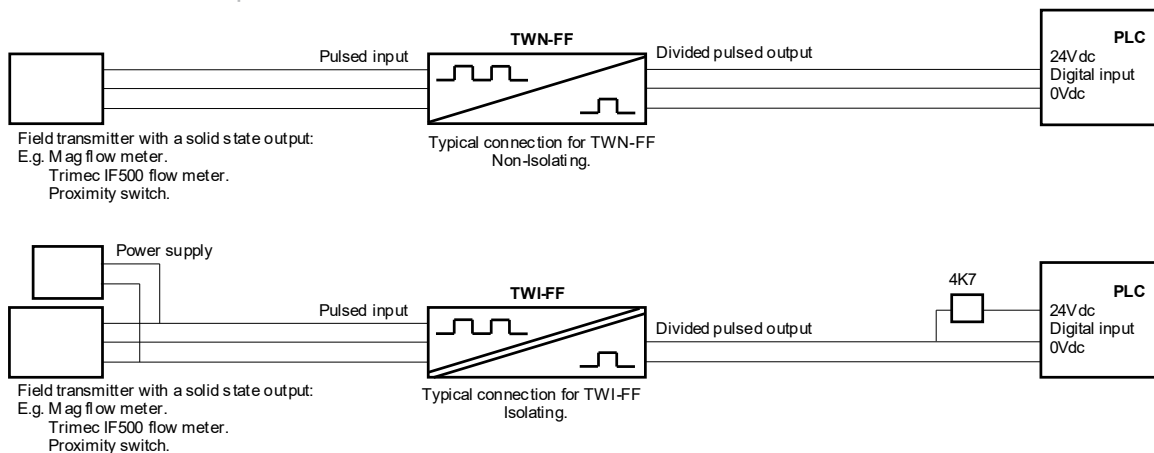 TWN-FF
Pulsed input
Divided pulsed output
PLC
24Vdc
Digital input
0Vdc
Field transmitter with a solid state output:
E.g. Mag flow meter.
Trimec IF500 flow meter.
Proximity switch.
Typical connection for TWN-FF
Non-Isolating.
Power supply
TWI-FF
Pulsed input
Divided pulsed output
4K7
PLC
24Vdc
Digital input
0Vdc
Field transmitter with a solid state output:
E.g. Mag flow meter.
Trimec IF500 flow meter.
Proximity switch.
Typical connection for TWI-FF
Isolating.